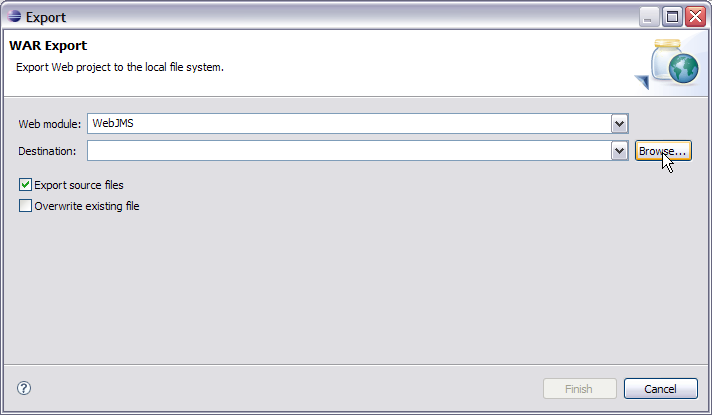 Export
WAR Export
Export Web project to the local file system.
Web module: WebJMS
Destination: Browse...
Export source files
Overwrite existing file
? Finish Cancel